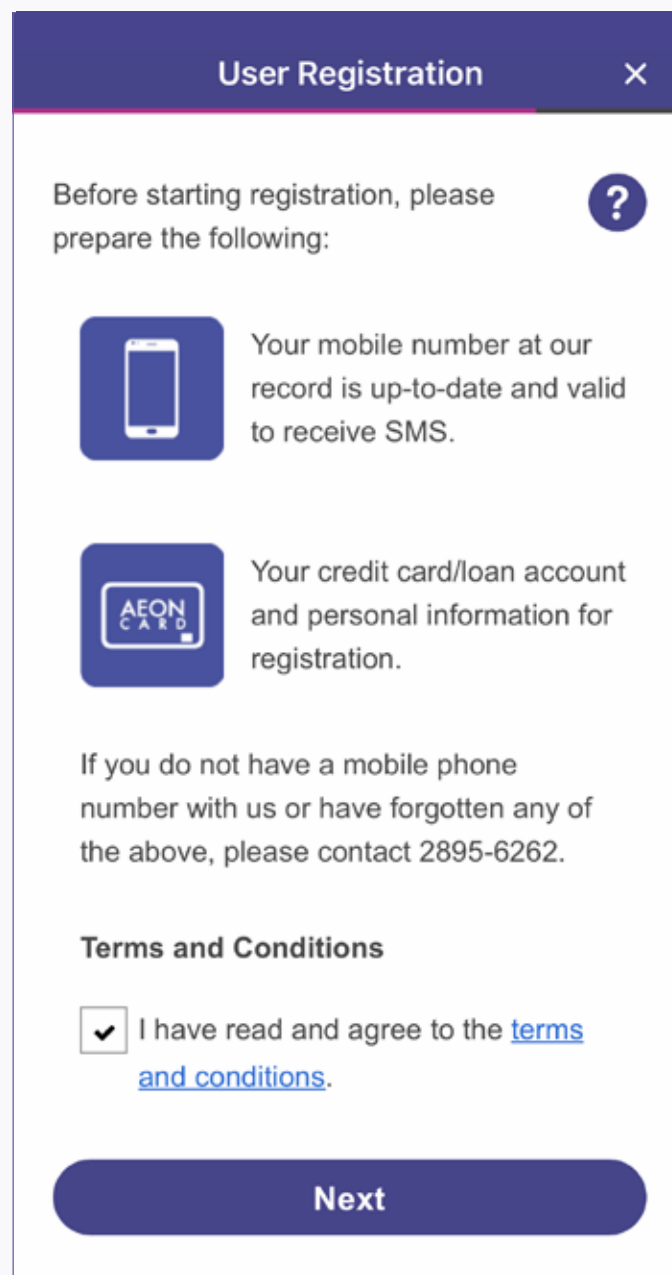 User Registration
Before starting registration, please
prepare the following:
?
Your mobile number at our
record is up-to-date and valid
to receive SMS.
AEON
CARD
Your credit card/loan account
and personal information for
registration.
If you do not have a mobile phone
number with us or have forgotten any of
the above, please contact 2895-6262.
Terms and Conditions
I have read and agree to the terms
and conditions.
Next